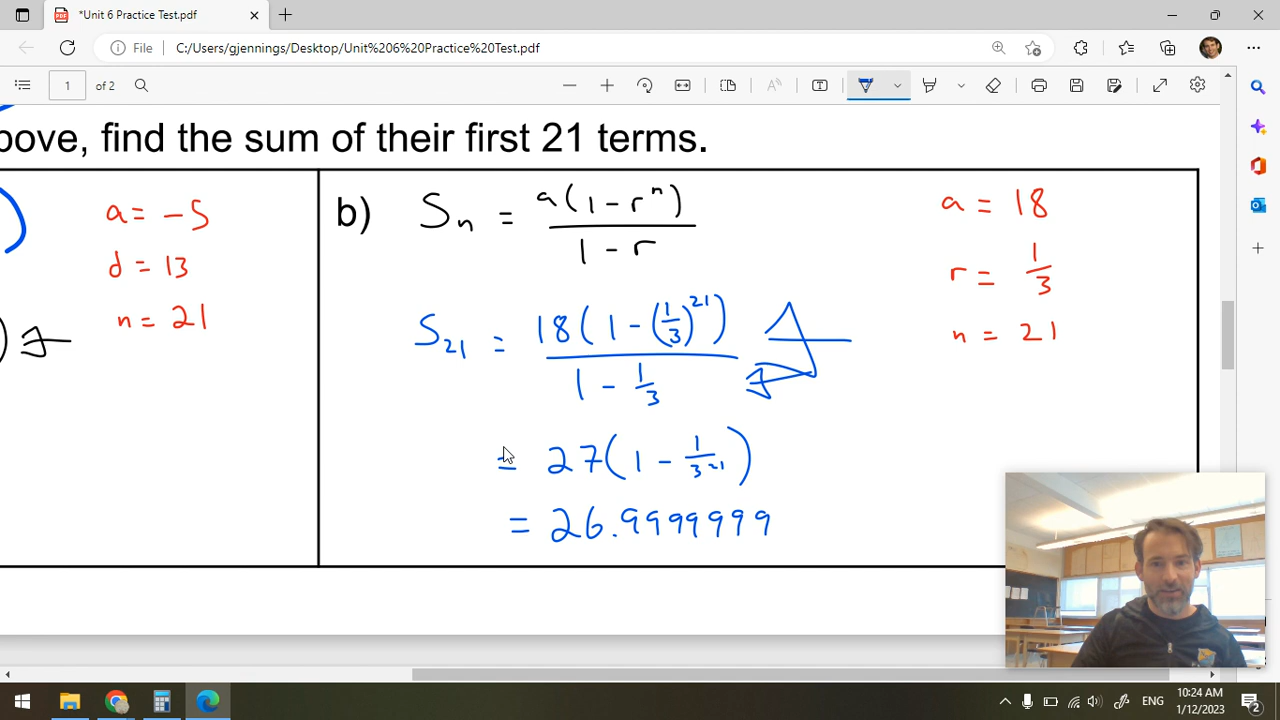 *Unit 6 Practice Test.pdf
File C:/Users/gjennings/Desktop/Unit%206%20Practice%20Test.pdf
1 of 2
bove, find the sum of their first 21 terms.
a = -5
d = 13
n = 21
b) Sn = a(1 - r^n) / (1 - r)
S21 = 18(1 - (1/3)^21) / (1 - 1/3)
= 27(1 - 1/3^21)
= 26.9999999
a = 18
r = 1/3
n = 21
ENG
10:24 AM
1/12/2023
2